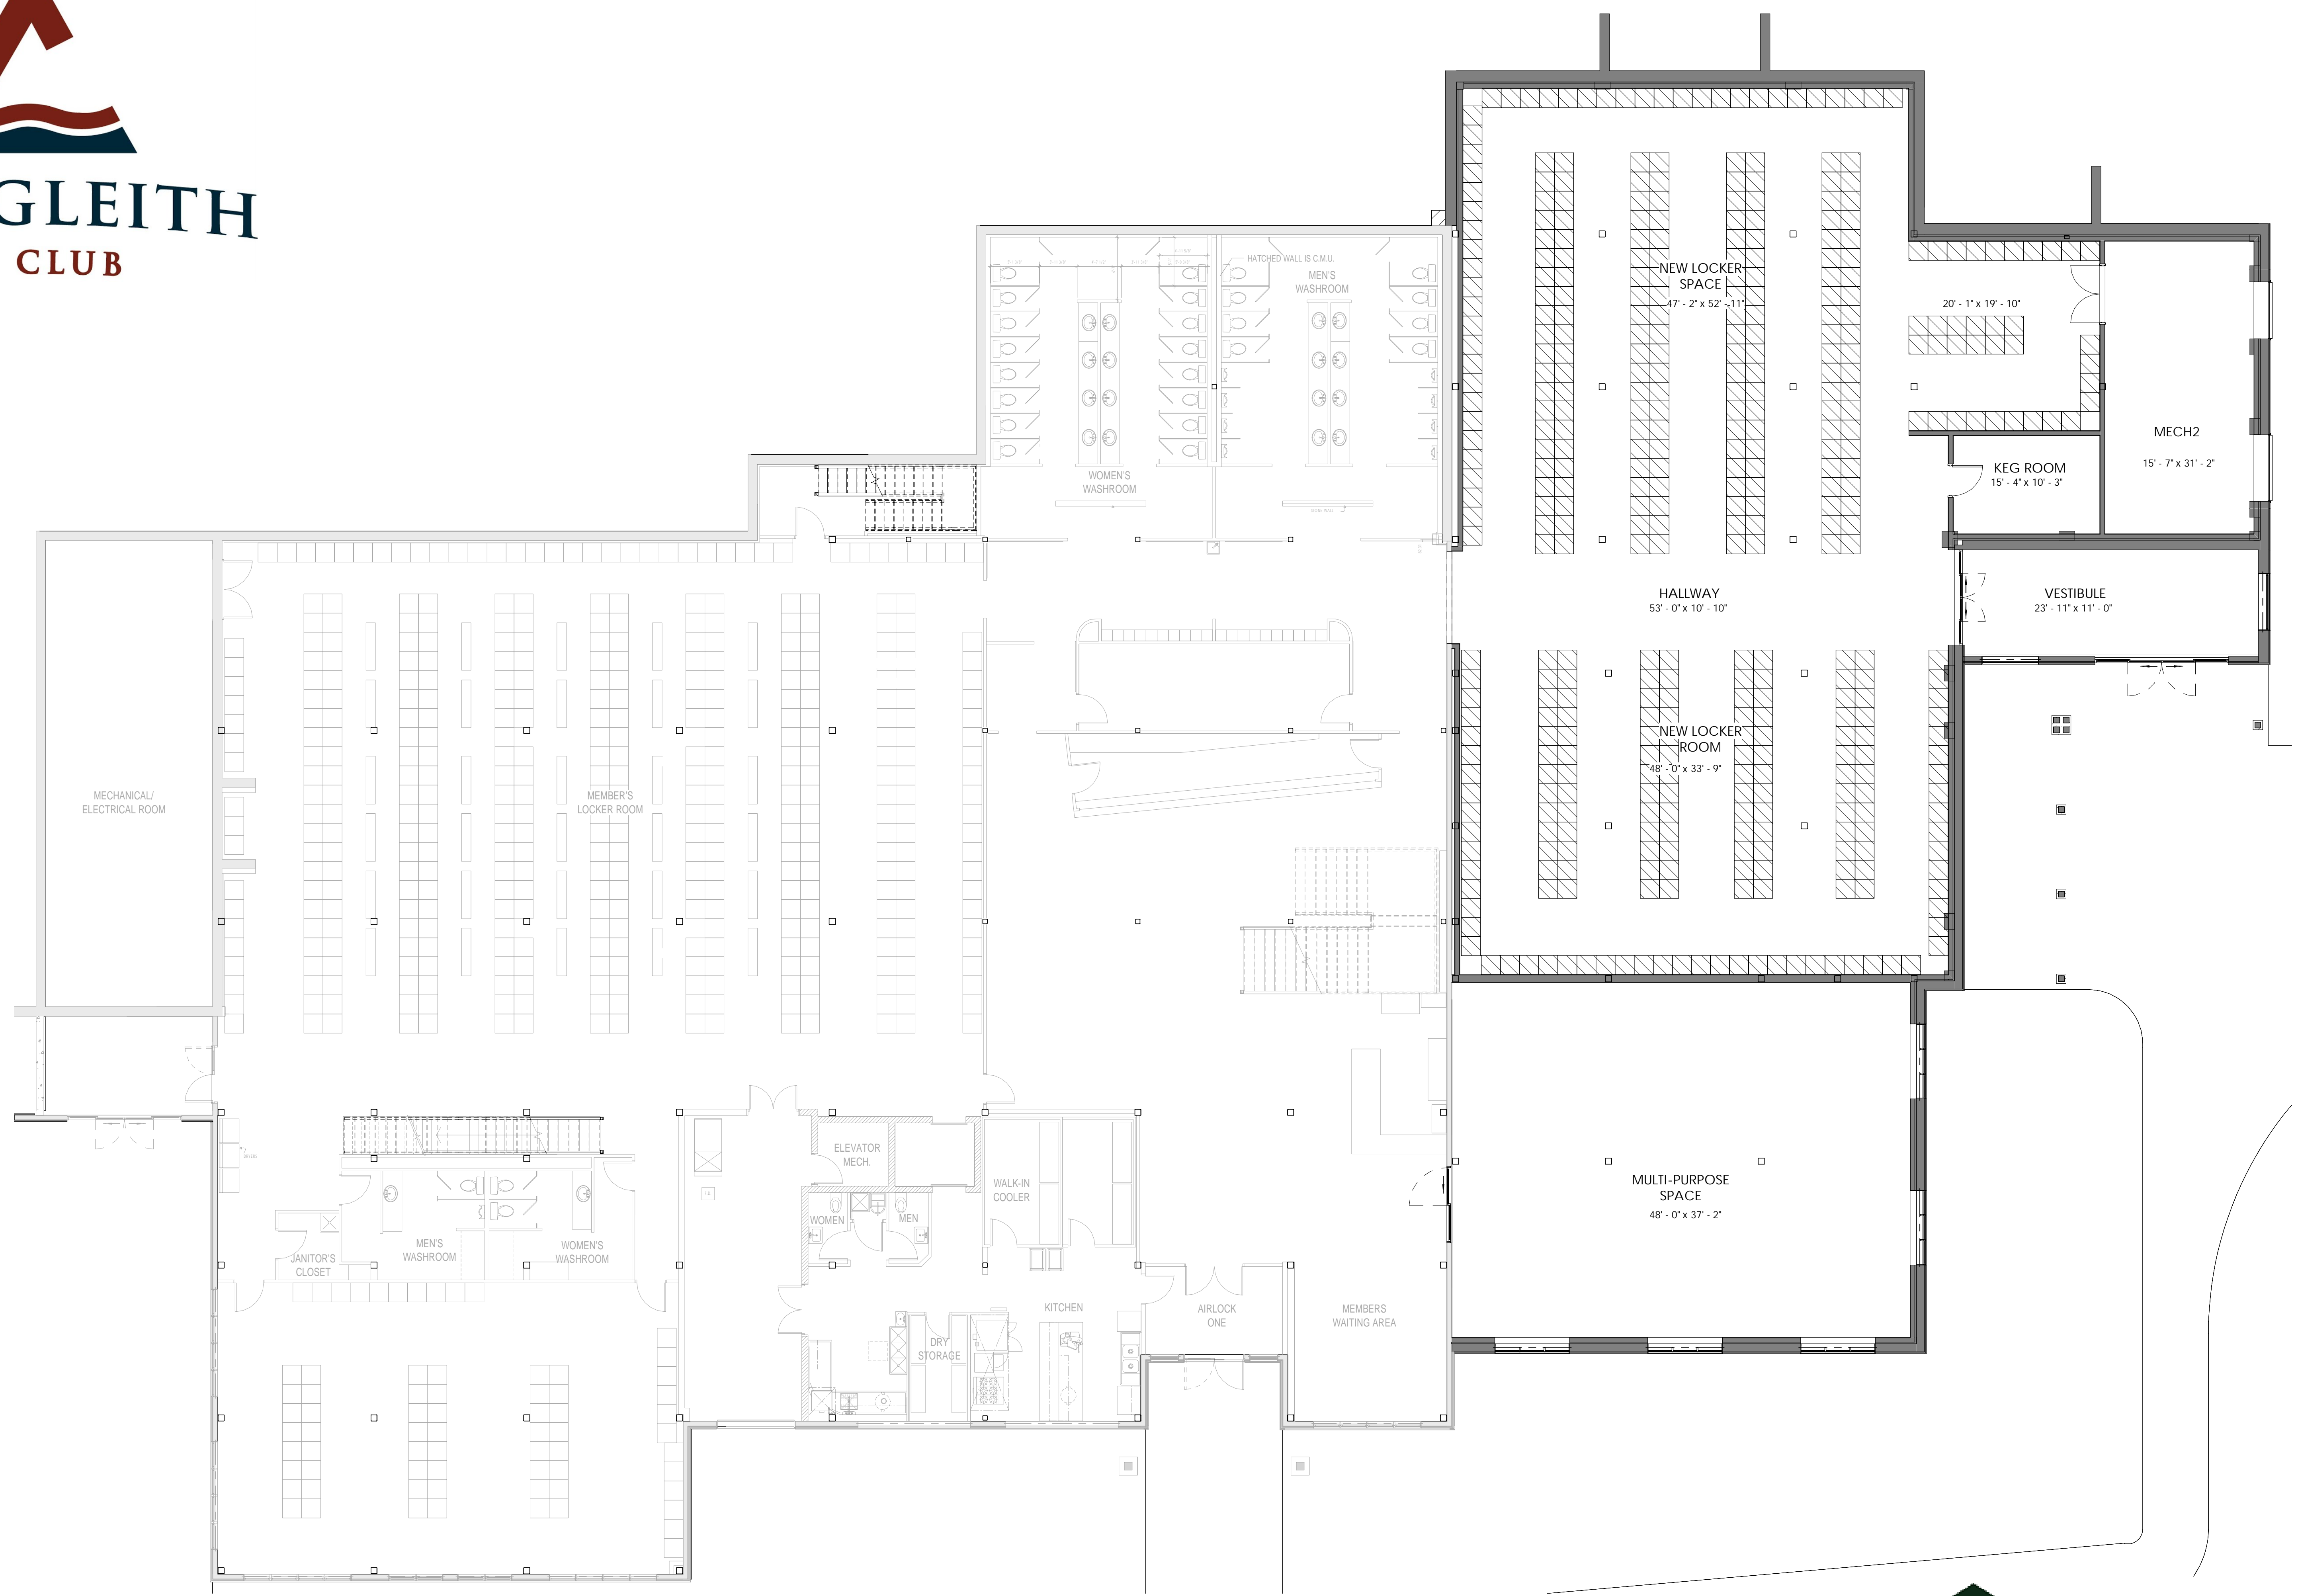 GLEITH
CLUB
HATCHED WALL IS C.M.U.
MEN'S
WASHROOM
WOMEN'S
WASHROOM
NEW LOCKER
SPACE
47' - 2" x 52' - 11"
20' - 1" x 19' - 10"
MECH2
15' - 7" x 31' - 2"
KEG ROOM
15' - 4" x 10' - 3"
HALLWAY
53' - 0" x 10' - 10"
VESTIBULE
23' - 11" x 11' - 0"
NEW LOCKER
ROOM
48' - 0" x 33' - 9"
MECHANICAL/
ELECTRICAL ROOM
MEMBER'S
LOCKER ROOM
ELEVATOR
MECH.
WALK-IN
COOLER
WOMEN
MEN
MULTI-PURPOSE
SPACE
48' - 0" x 37' - 2"
JANITOR'S
CLOSET
MEN'S
WASHROOM
WOMEN'S
WASHROOM
KITCHEN
DRY
STORAGE
AIRLOCK
ONE
MEMBERS
WAITING AREA